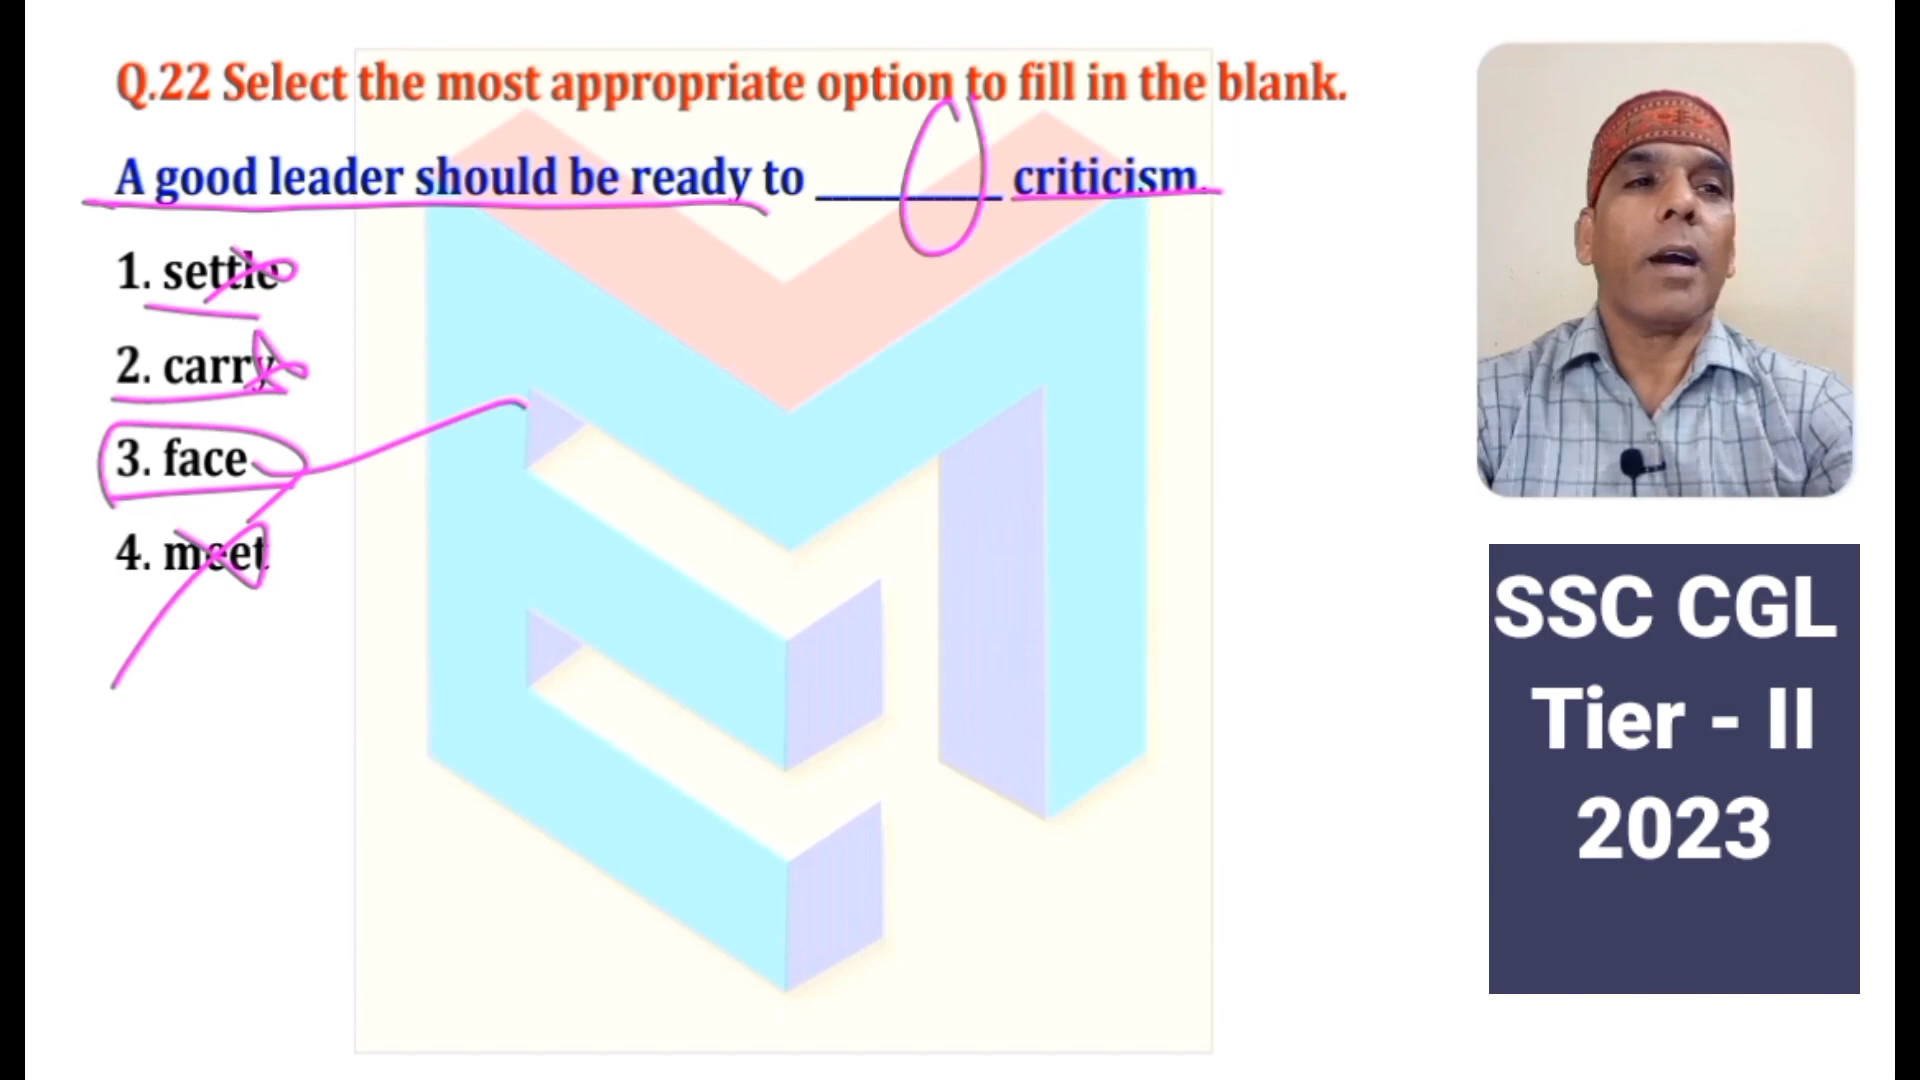 Q.22 Select the most appropriate option to fill in the blank.
A good leader should be ready to ________ criticism.
1. settle
2. carry
3. face
4. meet
SSC CGL
Tier - II
2023